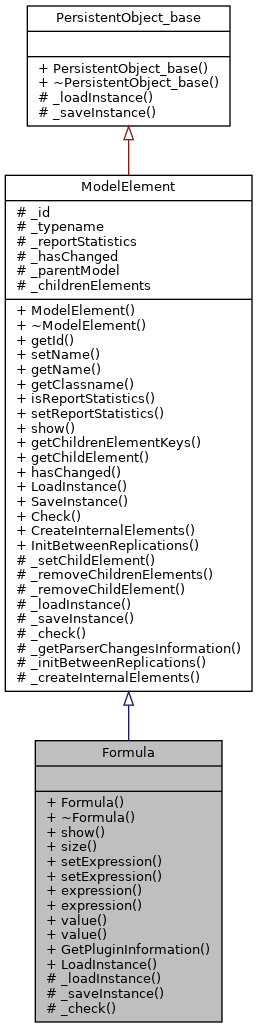 PersistentObject_base
+ PersistentObject_base()
+ ~PersistentObject_base()
# _loadInstance()
# _saveInstance()
ModelElement
# _id
# _typename
# _reportStatistics
# _hasChanged
# _parentModel
# _childrenElements
+ ModelElement()
+ ~ModelElement()
+ getId()
+ setName()
+ getName()
+ getClassname()
+ isReportStatistics()
+ setReportStatistics()
+ show()
+ getChildrenElementKeys()
+ getChildElement()
+ hasChanged()
+ LoadInstance()
+ SaveInstance()
+ Check()
+ CreateInternalElements()
+ InitBetweenReplications()
# _setChildElement()
# _removeChildrenElements()
# _removeChildElement()
# _loadInstance()
# _saveInstance()
# _check()
# _getParserChangesInformation()
# _initBetweenReplications()
# _createInternalElements()
Formula
+ Formula()
+ ~Formula()
+ show()
+ size()
+ setExpression()
+ setExpression()
+ expression()
+ expression()
+ value()
+ value()
+ GetPluginInformation()
+ LoadInstance()
# _loadInstance()
# _saveInstance()
# _check()